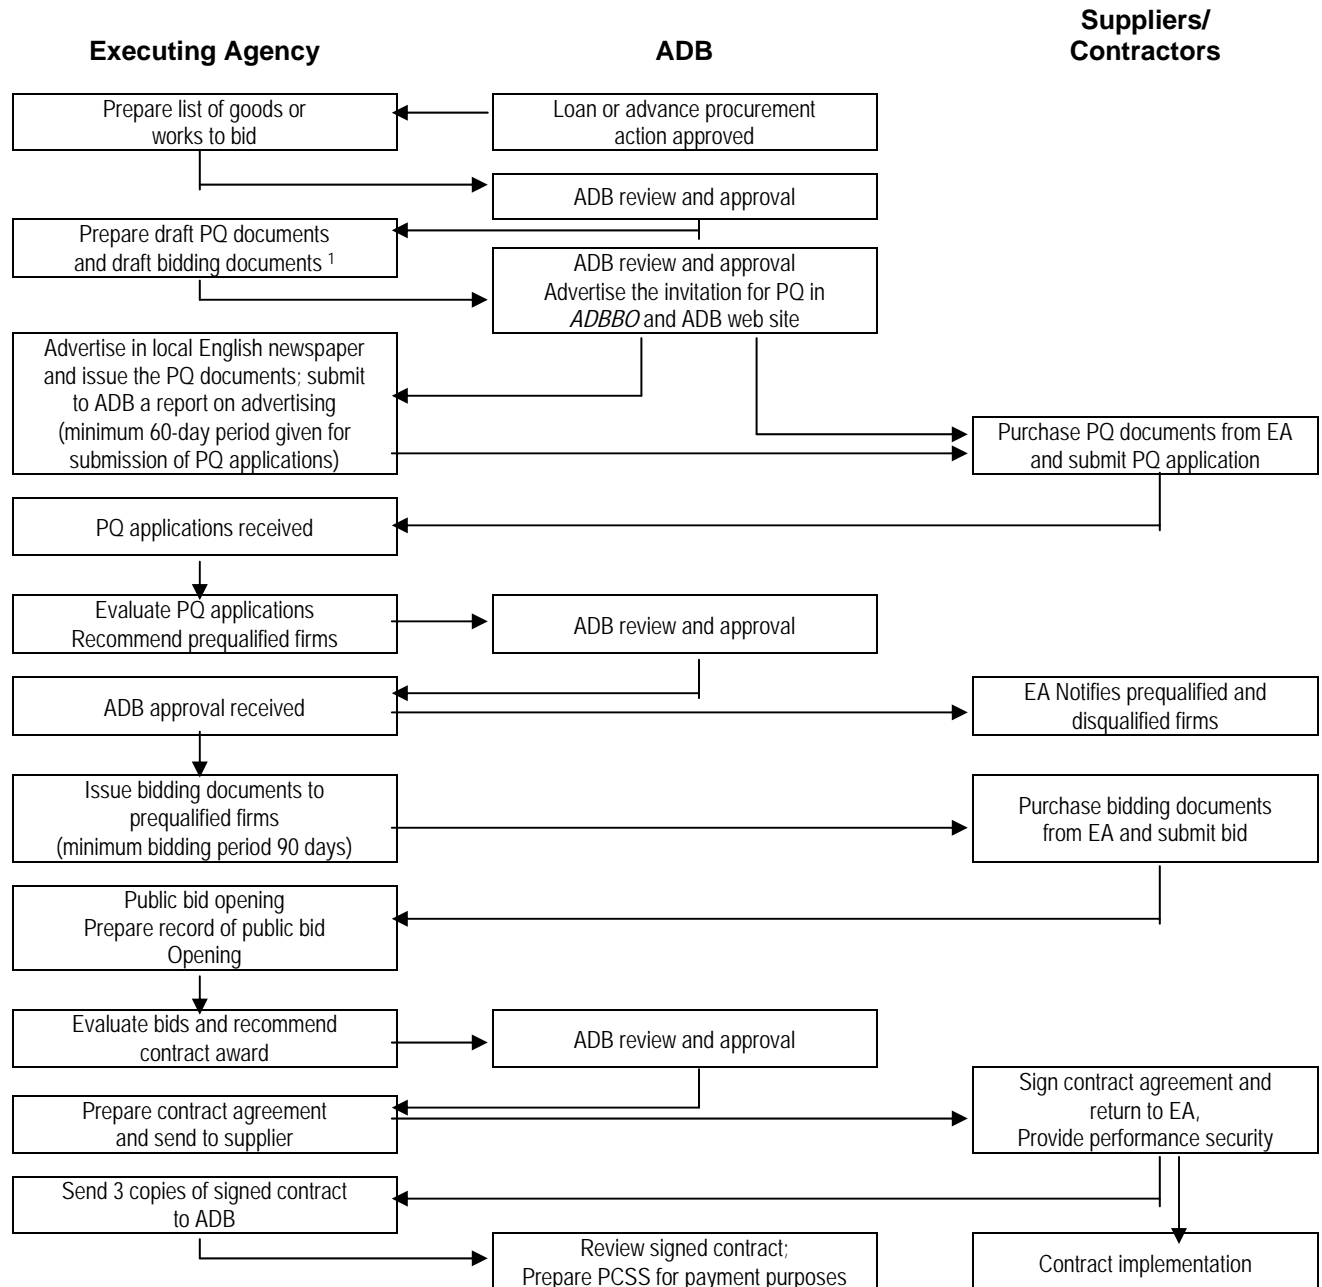 Suppliers/
Executing Agency
ADB
Contractors
Prepare list of goods or
works to bid
Loan or advance procurement
action approved
ADB review and approval
Prepare draft PQ documents
and draft bidding documents 1
ADB review and approval
Advertise the invitation for PQ in
ADBBO and ADB web site
Advertise in local English newspaper
and issue the PQ documents; submit
to ADB a report on advertising
(minimum 60-day period given for
submission of PQ applications)
Purchase PQ documents from EA
and submit PQ application
PQ applications received
Evaluate PQ applications
Recommend prequalified firms
ADB review and approval
ADB approval received
EA Notifies prequalified and
disqualified firms
Issue bidding documents to
prequalified firms
(minimum bidding period 90 days)
Purchase bidding documents
from EA and submit bid
Public bid opening
Prepare record of public bid
Opening
Evaluate bids and recommend
contract award
ADB review and approval
Prepare contract agreement
and send to supplier
Sign contract agreement and
return to EA,
Provide performance security
Send 3 copies of signed contract
to ADB
Review signed contract;
Prepare PCSS for payment purposes
Contract implementation